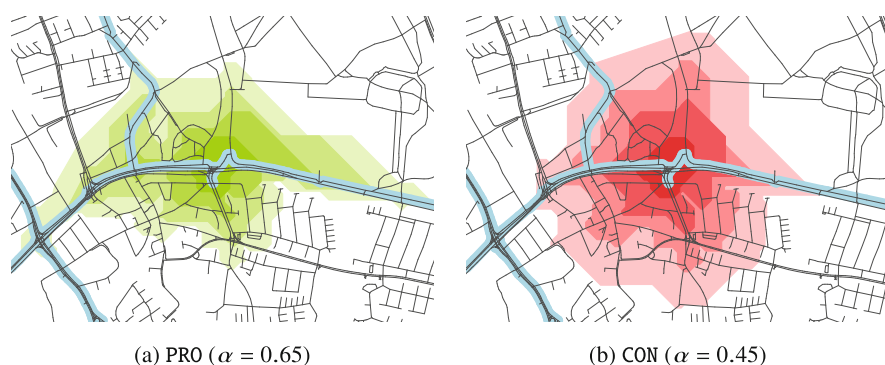 (a) PRO (α = 0.65)
(b) CON (α = 0.45)